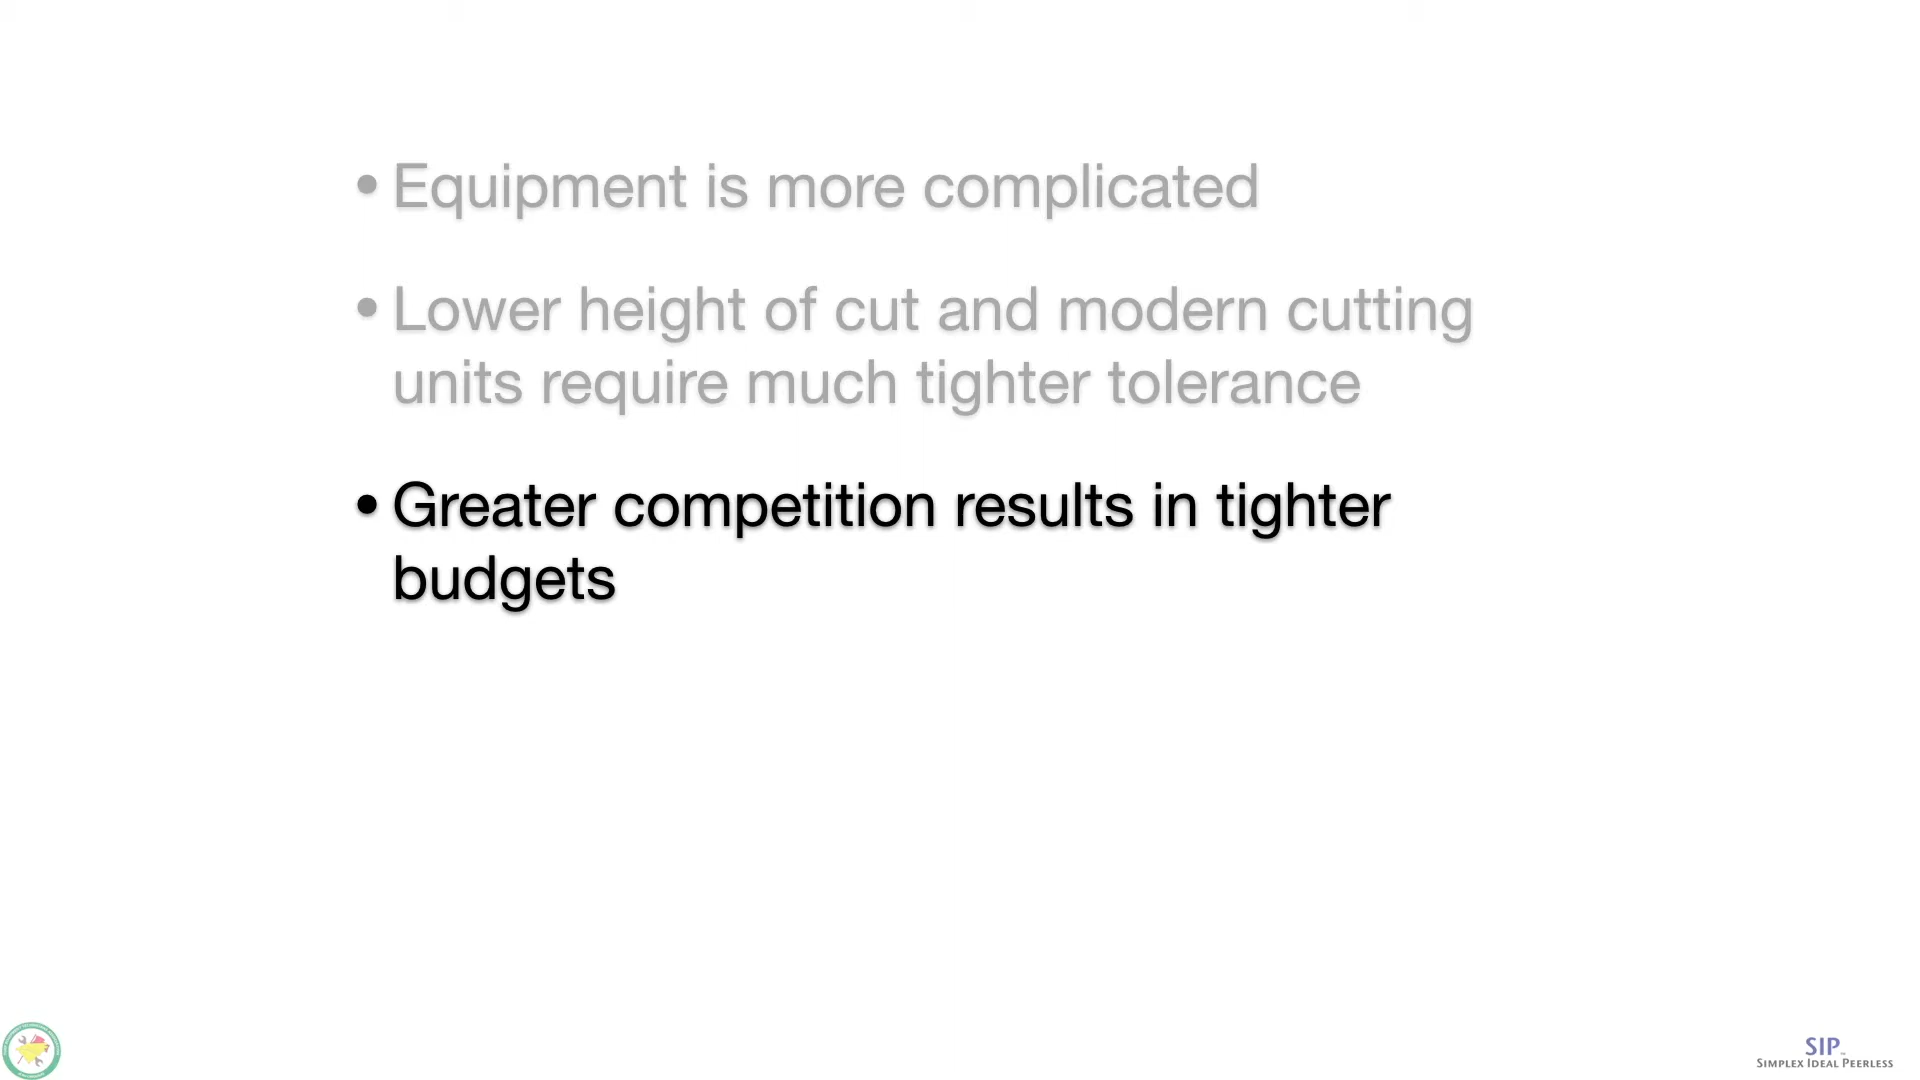 • Equipment is more complicated
• Lower height of cut and modern cutting
units require much tighter tolerance
• Greater competition results in tighter
budgets
SIP
SIMPLEX IDEAL PEERLESS